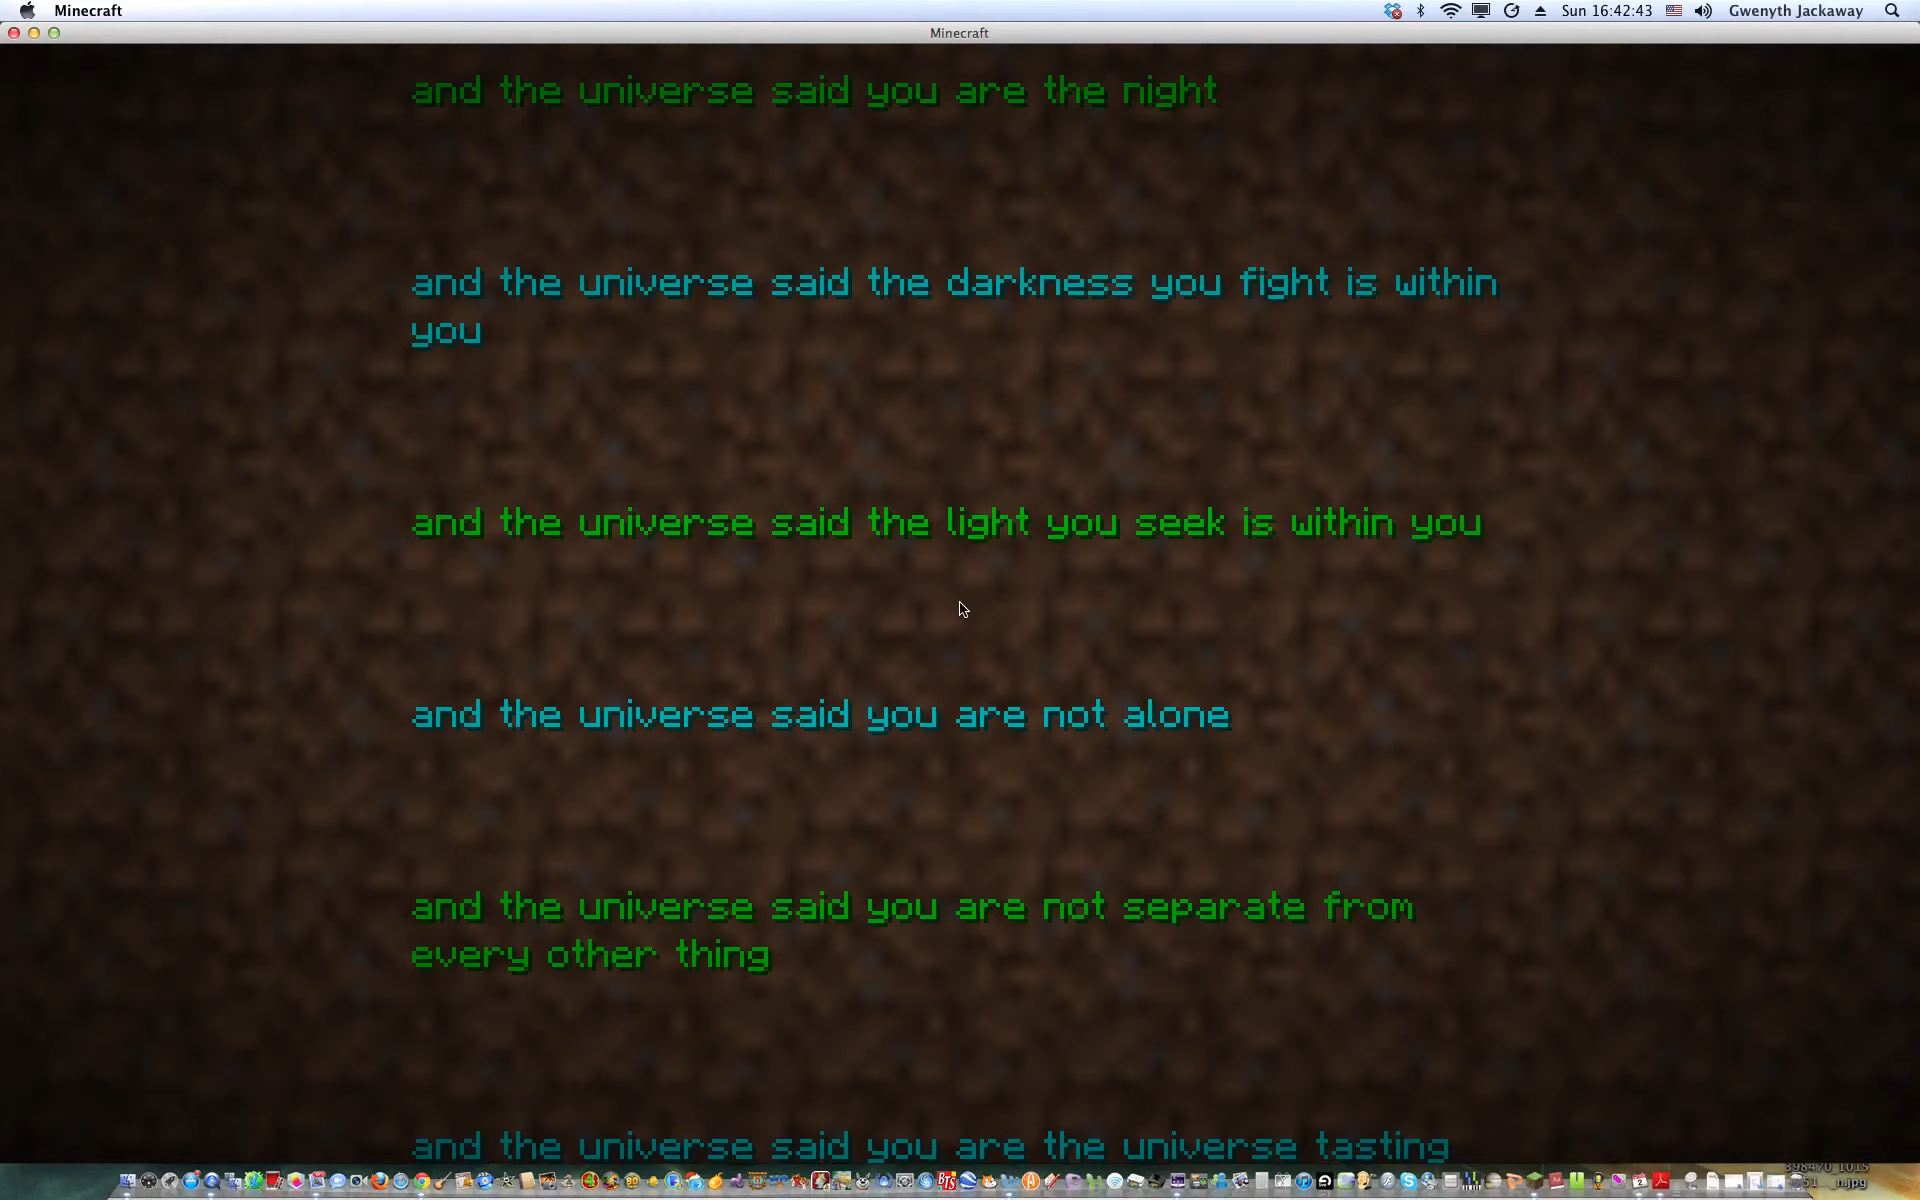 Minecraft
Sun 16:42:43
Gwenyth Jackaway
Minecraft
and the universe said you are the night
and the universe said the darkness you fight is within
you
and the universe said the light you seek is within you
and the universe said you are not alone
and the universe said you are not separate from
every other thing
and the universe said you are the universe tasting
BTS
398470_1015